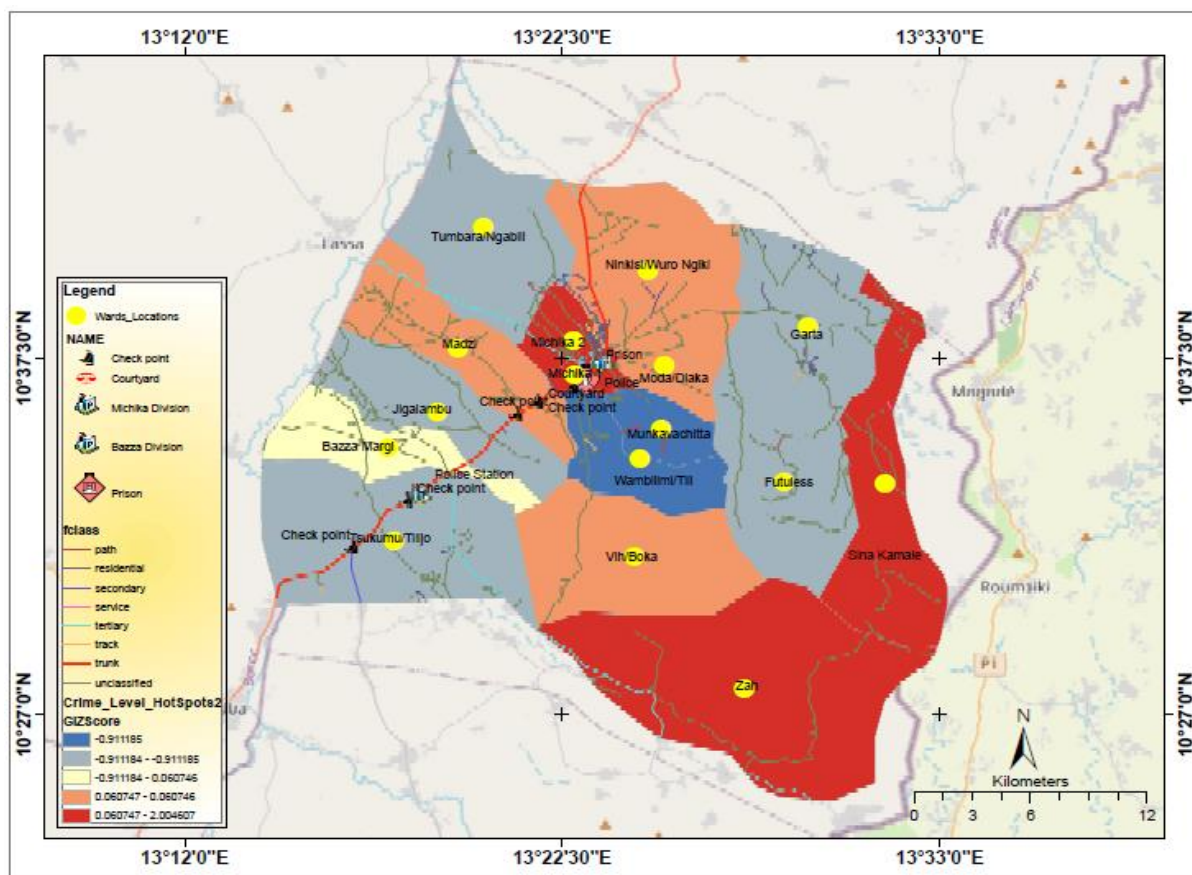 13°12'0"E
13°22'30"E
13°33'0"E
10°37'30"N
10°27'0"N
Lassa
Tumbara/Ngabili
Ninkisi/Wuro Ngiki
Garta
Madzi
Michika 2
Prison
Michika 1
Police
Moda/Dlaka
Courtyard
Check point
Check point
Jigalambu
Munkavachitta
Bazza Margi
Police Station
Check point
Wambilimi/Tili
Futuless
Check point
Tsukumu/Tillijo
Vih/Boka
Sina Kamale
Roumsiki
Pi
Zah
N
Kilometers
0 3 6 12
Legend
Wards_Locations
NAME
Check point
Courtyard
Michika Division
Bazza Division
Prison
fclass
path
residential
secondary
service
tertiary
track
trunk
unclassified
Crime_Level_HotSpots2
GIZScore
-0.911185
-0.911184 - -0.911185
-0.911184 - 0.060746
0.060747 - 0.060746
0.060747 - 2.004607
10°37'30"N
10°27'0"N
13°12'0"E
13°22'30"E
13°33'0"E